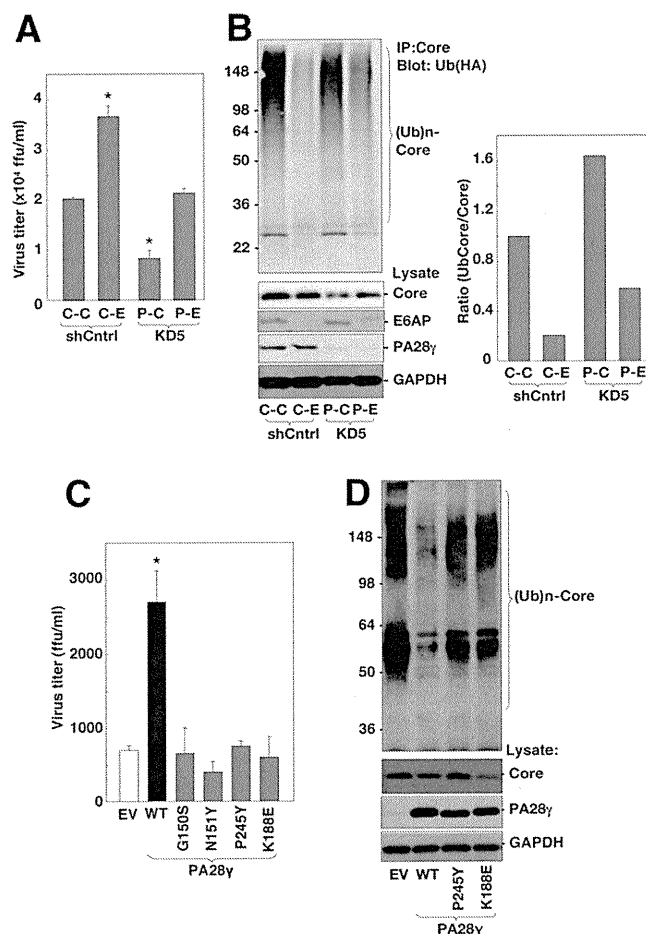 A
Virus titer (x10⁴ ffu/ml)
4
3
2
1
0
*
*
C-C C-E P-C P-E
shCntrl KD5
B
IP:Core
Blot: Ub(HA)
148
98
64
50
36
22
(Ub)n-
Core
Lysate
Core
E6AP
PA28γ
GAPDH
C-C C-E P-C P-E
shCntrl KD5
Ratio (UbCore/Core)
1.6
1.2
0.8
0.4
0
C-C C-E P-C P-E
shCntrl KD5
C
Virus titer (ffu/ml)
3000
2000
1000
0
*
EV WT G150S N151Y P245Y K188E
PA28γ
D
148
98
64
50
36
(Ub)n-Core
Lysate:
Core
PA28γ
GAPDH
EV WT P245Y K188E
PA28γ